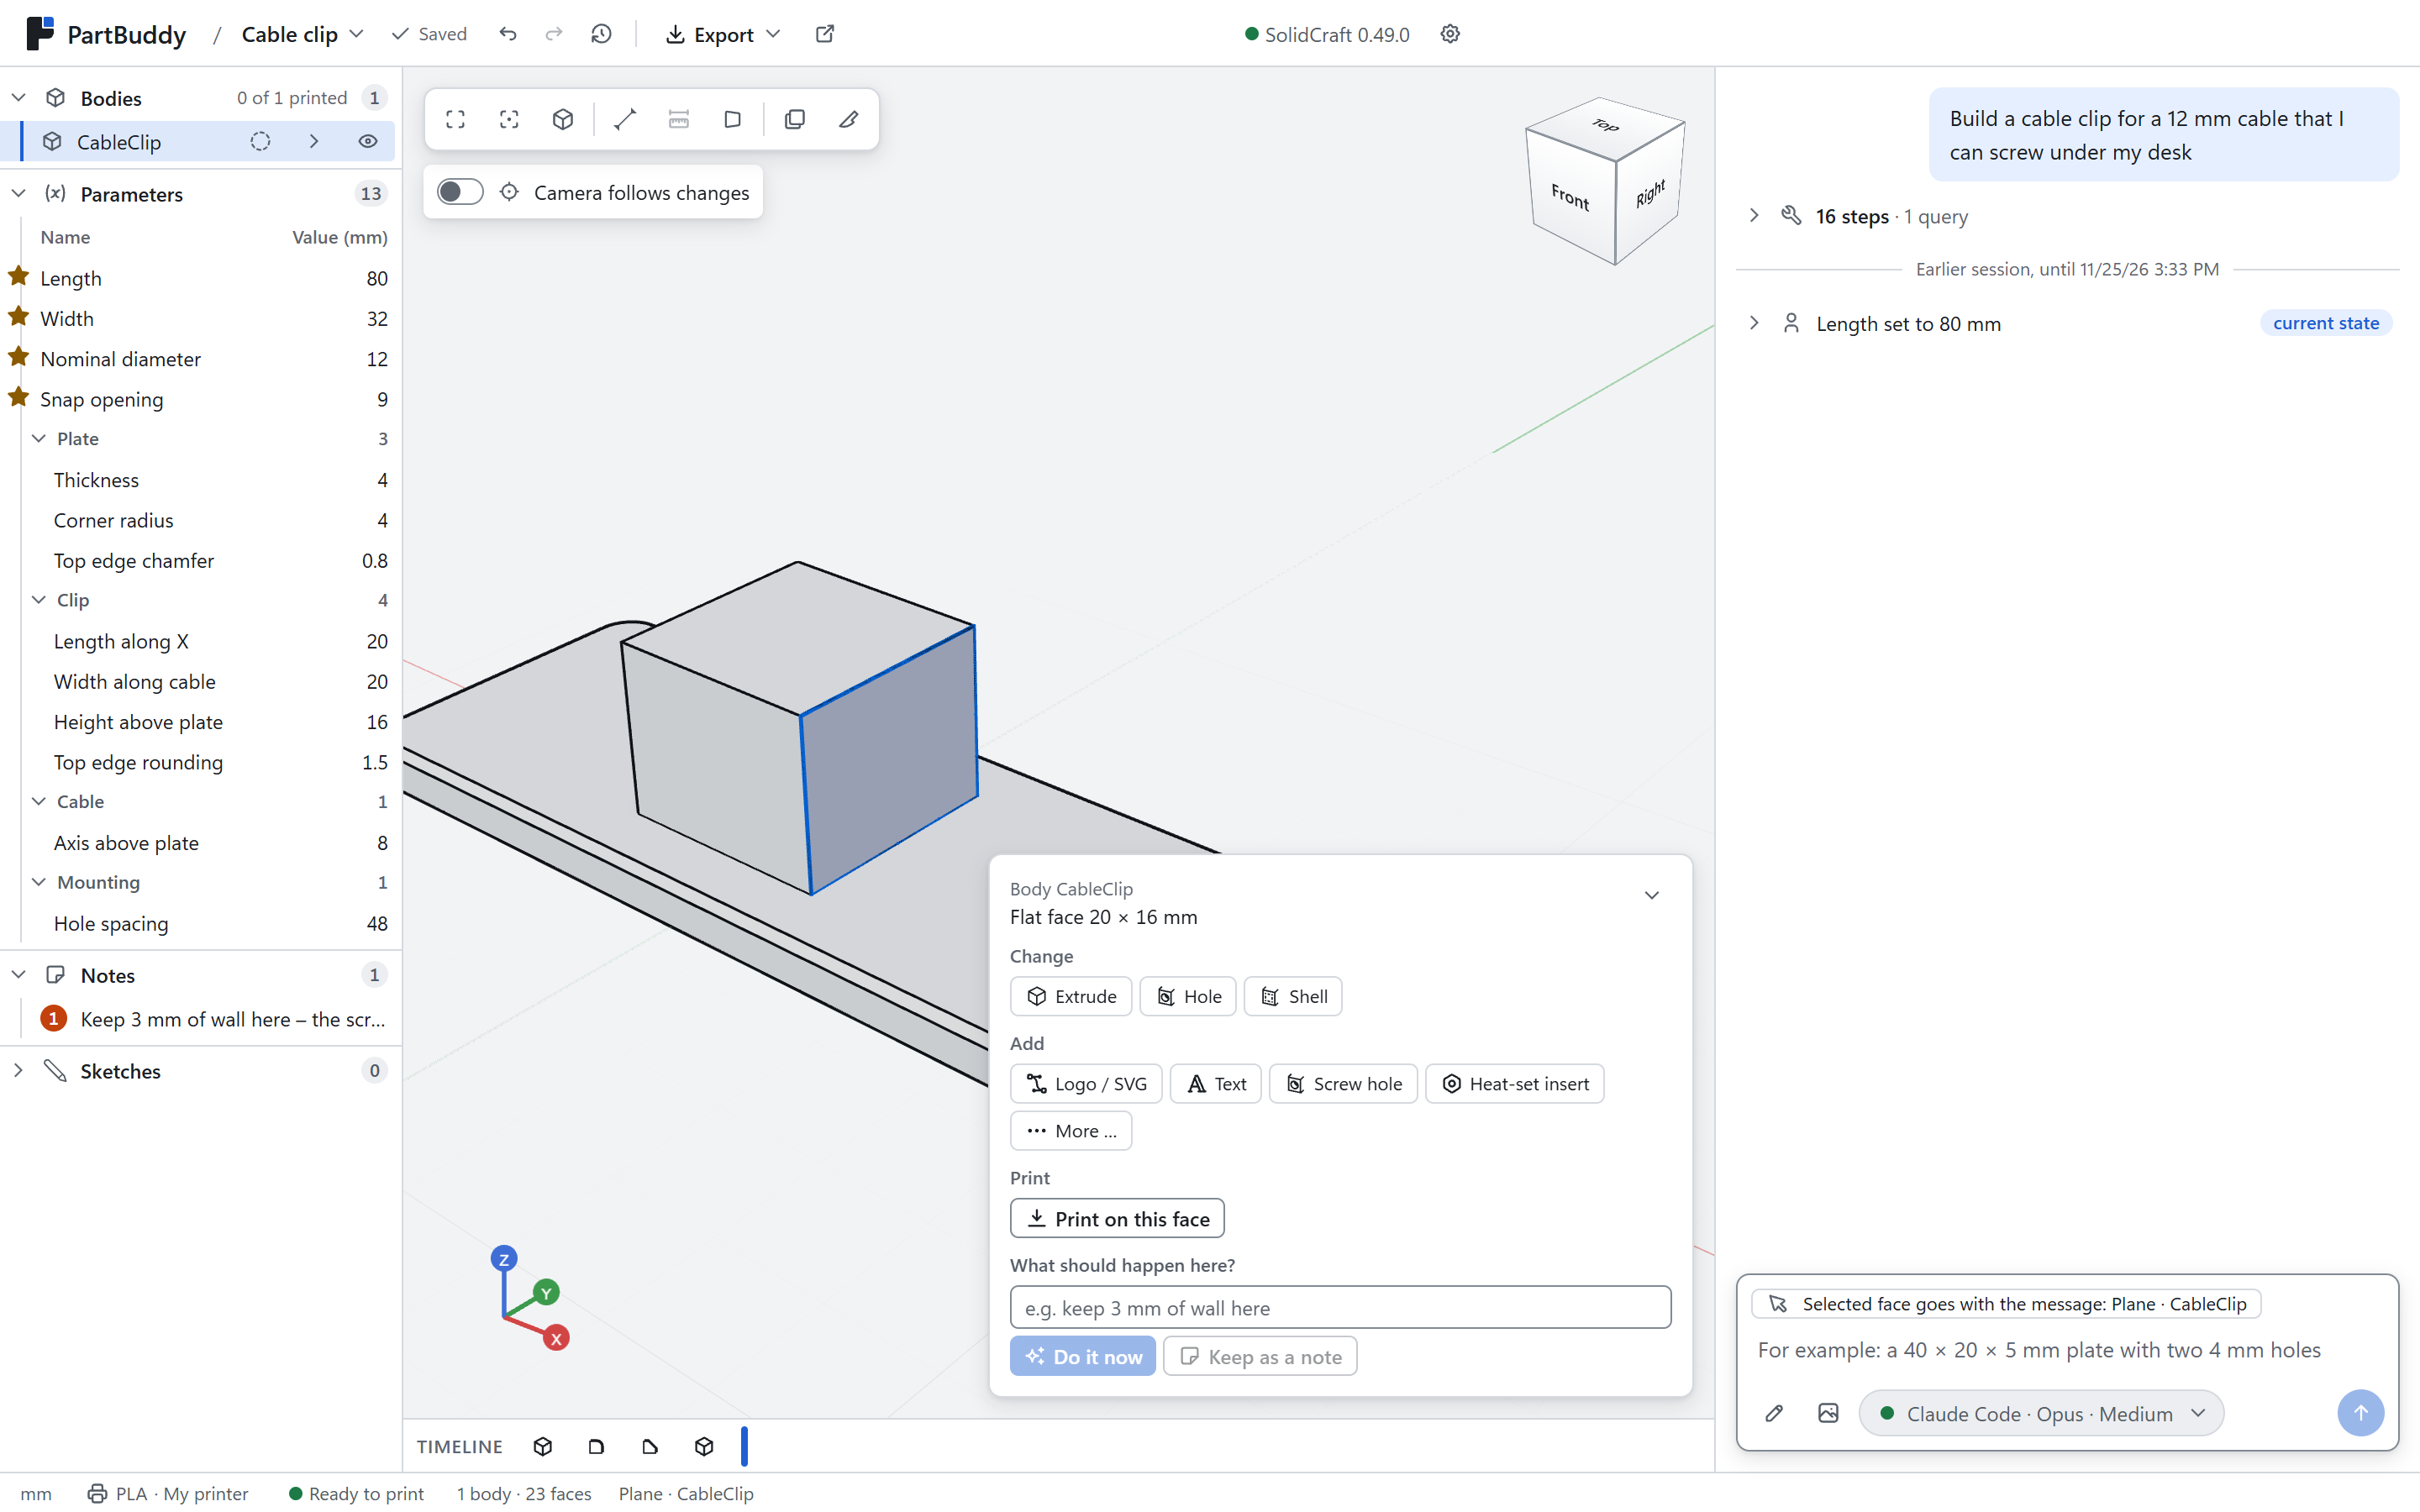 PartBuddy / Cable clip Saved Export SolidCraft 0.49.0
Bodies 0 of 1 printed 1
CableClip
(x) Parameters 13
Name Value (mm)
Length 80
Width 32
Nominal diameter 12
Snap opening 9
Plate 3
Thickness 4
Corner radius 4
Top edge chamfer 0.8
Clip 4
Length along X 20
Width along cable 20
Height above plate 16
Top edge rounding 1.5
Cable 1
Axis above plate 8
Mounting 1
Hole spacing 48
Notes 1
1 Keep 3 mm of wall here – the scr...
Sketches 0
Camera follows changes
Top
Front
Right
Z
Y
X
Body CableClip
Flat face 20 × 16 mm
Change
Extrude Hole Shell
Add
Logo / SVG Text Screw hole Heat-set insert
More ...
Print
Print on this face
What should happen here?
e.g. keep 3 mm of wall here
Do it now Keep as a note
TIMELINE
Build a cable clip for a 12 mm cable that I
can screw under my desk
16 steps · 1 query
Earlier session, until 11/25/26 3:33 PM
Length set to 80 mm current state
Selected face goes with the message: Plane · CableClip
For example: a 40 × 20 × 5 mm plate with two 4 mm holes
Claude Code · Opus · Medium
mm PLA · My printer Ready to print 1 body · 23 faces Plane · CableClip